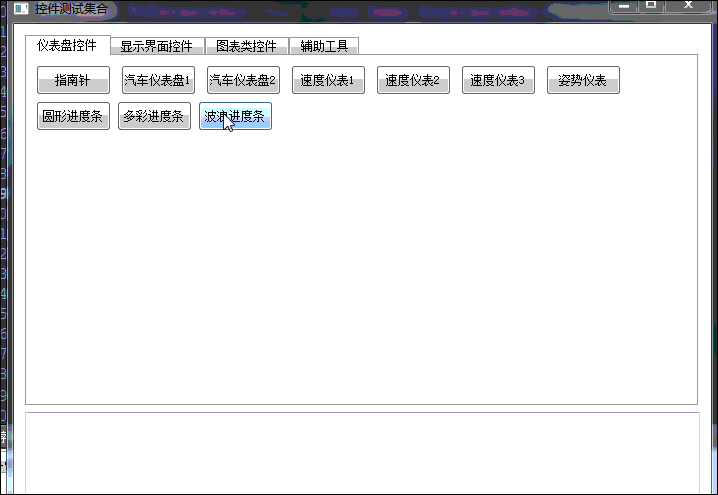 控件测试集合
仪表盘控件 显示界面控件 图表类控件 辅助工具
指南针 汽车仪表盘1 汽车仪表盘2 速度仪表1 速度仪表2 速度仪表3 姿势仪表
圆形进度条 多彩进度条 波浪进度条